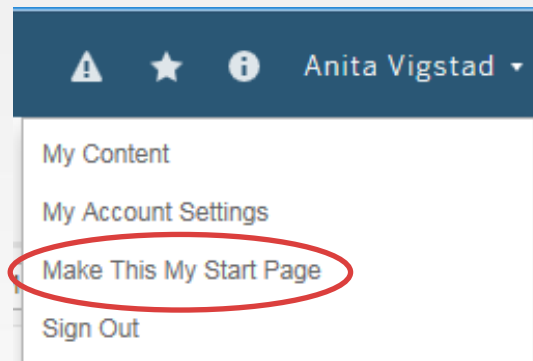 Anita Vigstad
My Content
My Account Settings
Make This My Start Page
Sign Out